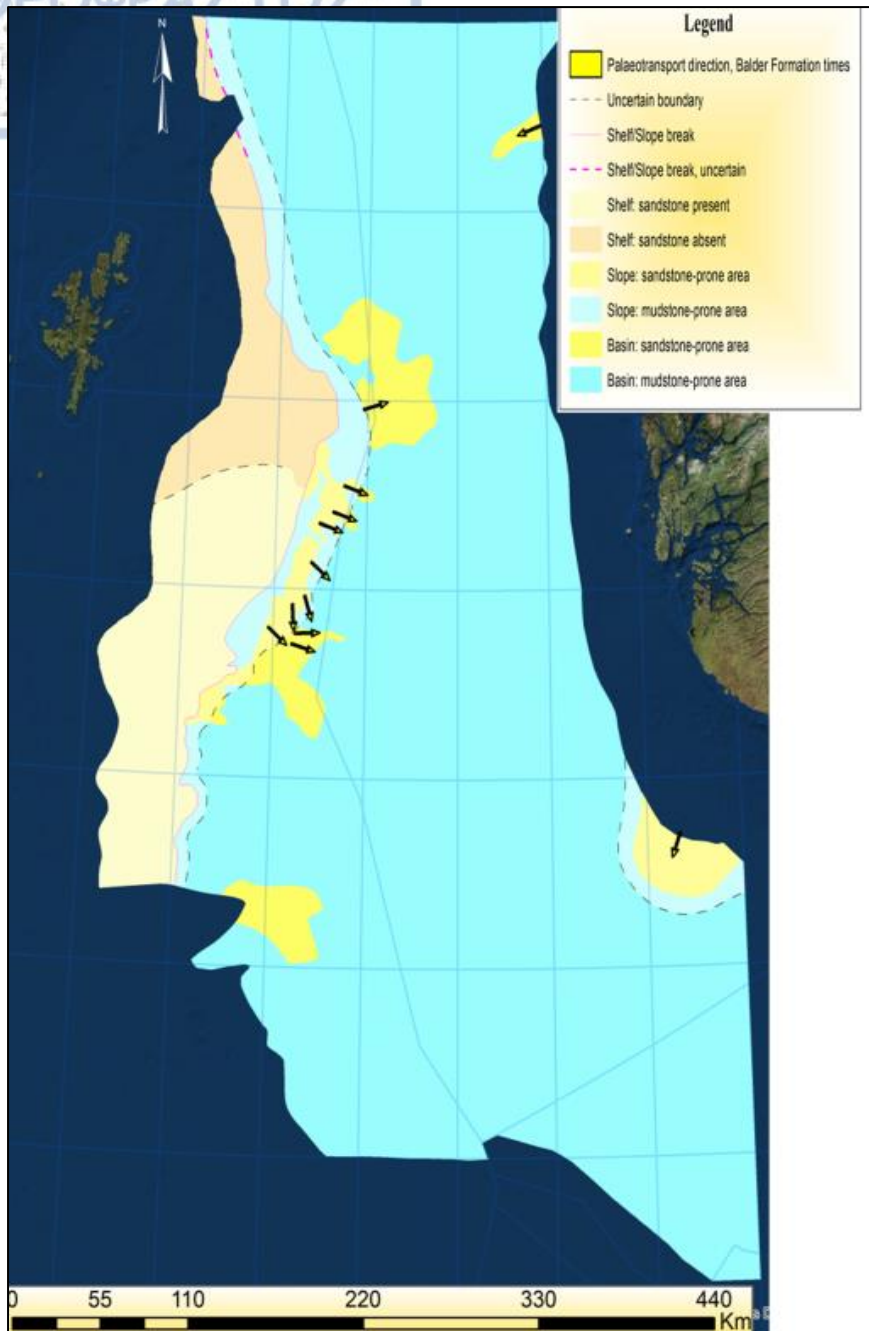 N
Legend
Palaeotransport direction, Balder Formation times
Uncertain boundary
Shelf/Slope break
Shelf/Slope break, uncertain
Shelf: sandstone present
Shelf: sandstone absent
Slope: sandstone-prone area
Slope: mudstone-prone area
Basin: sandstone-prone area
Basin: mudstone-prone area
0 55 110 220 330 440
Km